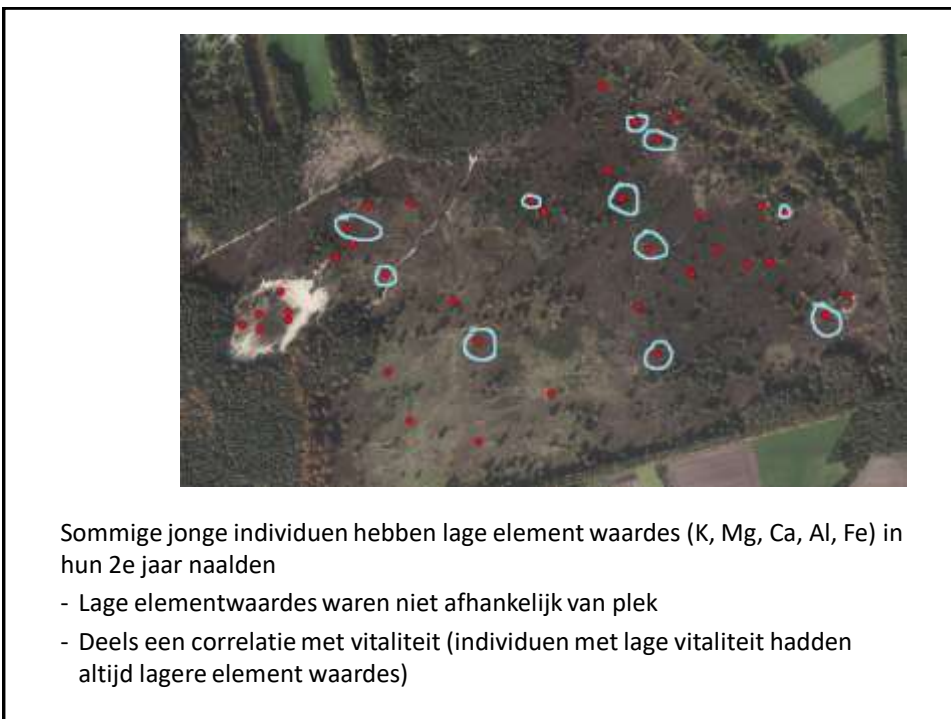 Sommige jonge individuen hebben lage element waardes (K, Mg, Ca, Al, Fe) in
hun 2e jaar naalden
- Lage elementwaardes waren niet afhankelijk van plek
- Deels een correlatie met vitaliteit (individuen met lage vitaliteit hadden
altijd lagere element waardes)